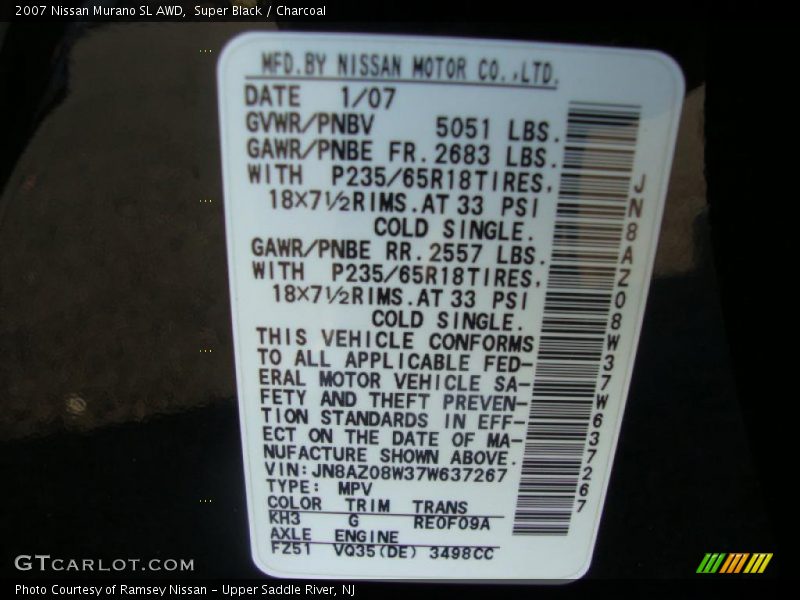 2007 Nissan Murano SL AWD,  Super Black / Charcoal
MFD.BY NISSAN MOTOR CO.,LTD.
DATE 1/07
GVWR/PNBV 5051 LBS.
GAWR/PNBE FR.2683 LBS.
WITH P235/65R18TIRES,
18×7½RIMS.AT 33 PSI
COLD SINGLE.
GAWR/PNBE RR.2557 LBS.
WITH P235/65R18TIRES,
18×7½RIMS.AT 33 PSI
COLD SINGLE.
THIS VEHICLE CONFORMS
TO ALL APPLICABLE FED-
ERAL MOTOR VEHICLE SA-
FETY AND THEFT PREVEN-
TION STANDARDS IN EFF-
ECT ON THE DATE OF MA-
NUFACTURE SHOWN ABOVE.
VIN:JN8AZ08W37W637267
TYPE: MPV
COLOR TRIM TRANS
KH3 G RE0F09A
AXLE ENGINE
FZ51 VQ35(DE) 3498CC
JN8AZ08W37W637267
GTCARLOT.COM
Photo Courtesy of Ramsey Nissan - Upper Saddle River, NJ